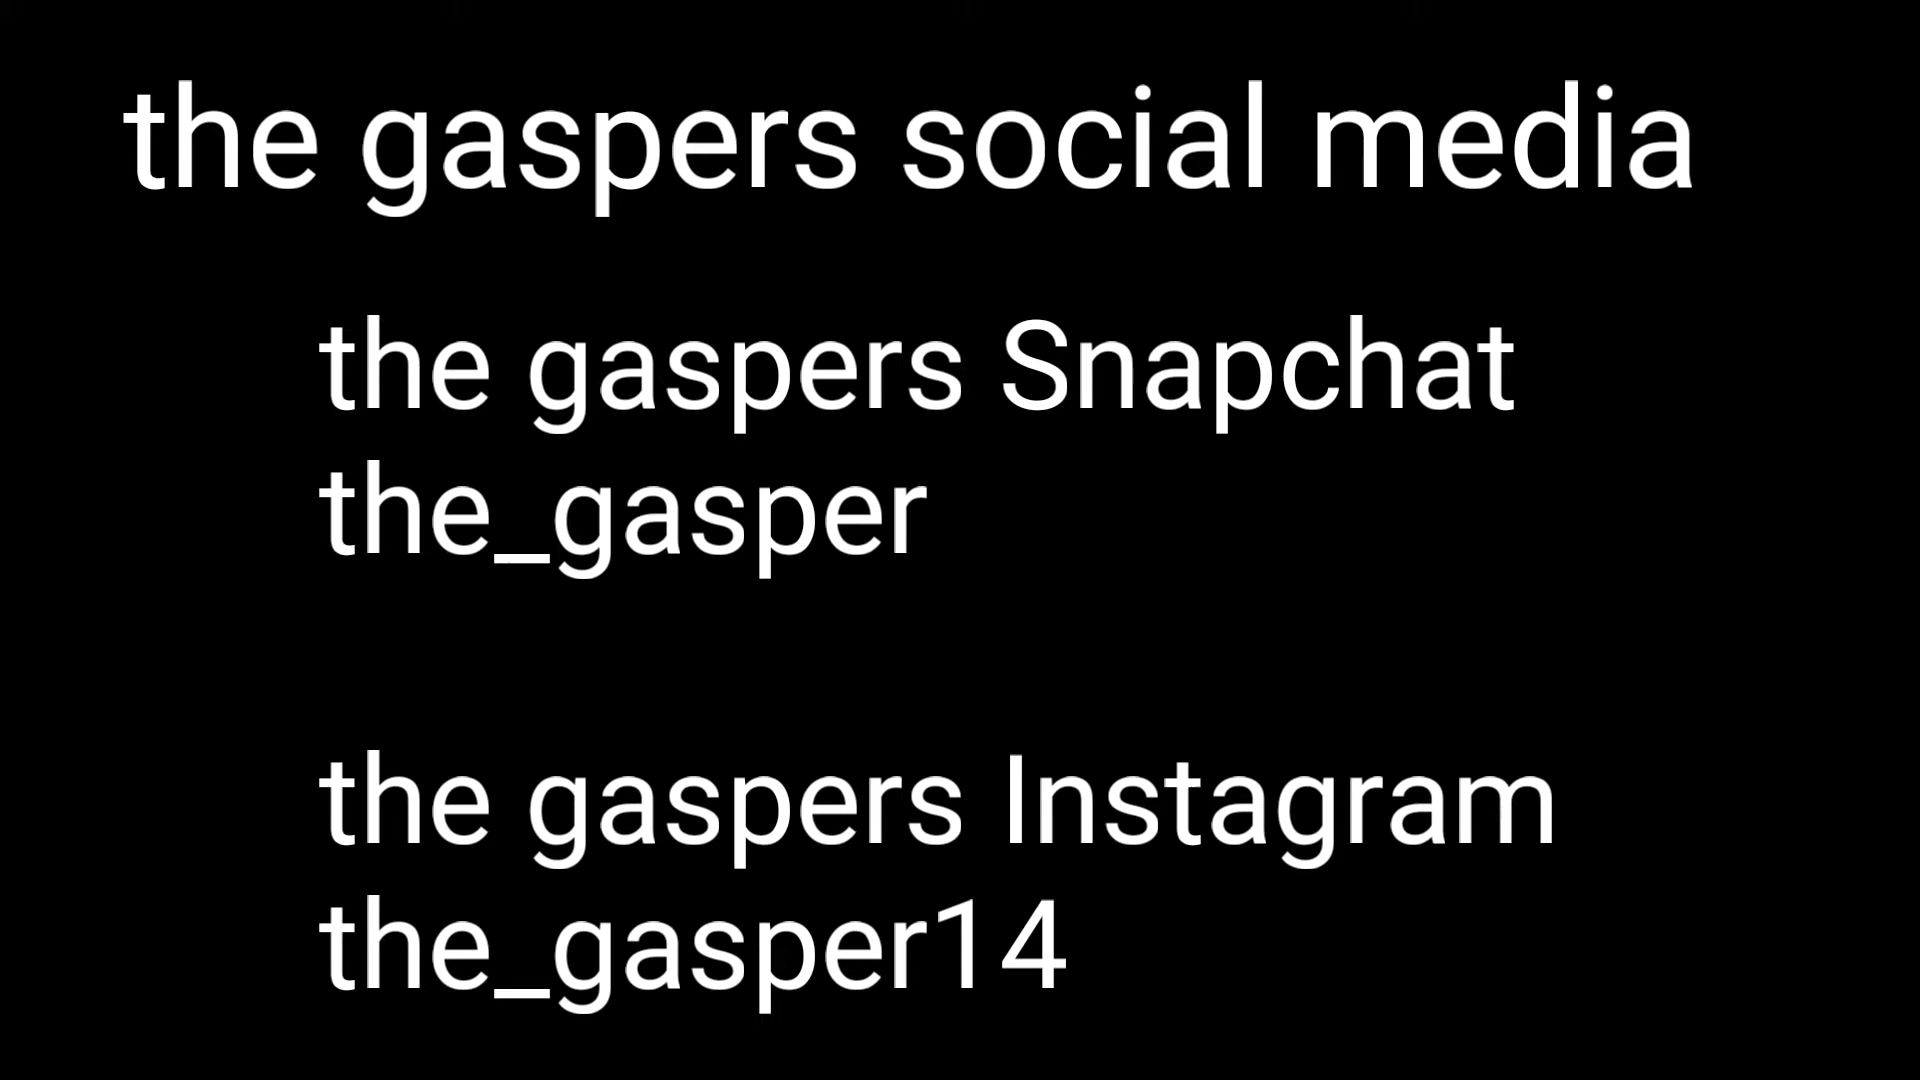 the gaspers social media
the gaspers Snapchat
the_gasper
the gaspers Instagram
the_gasper14